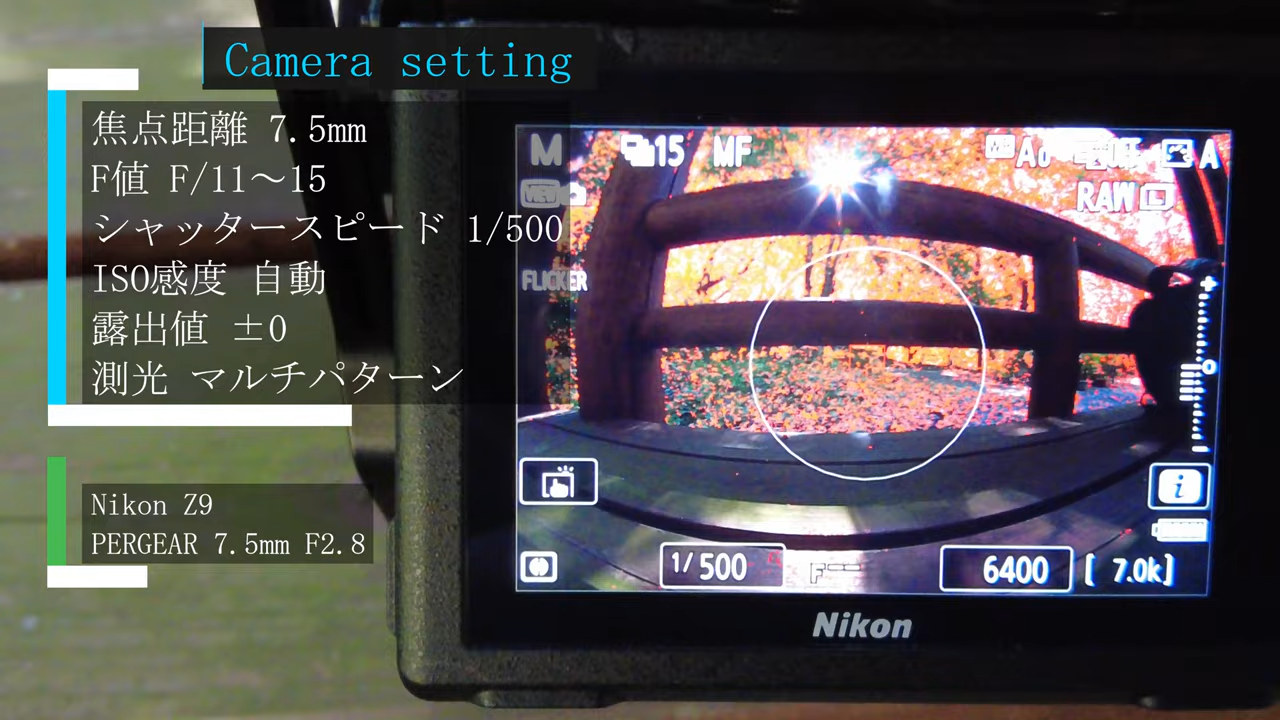 Camera setting
焦点距離 7.5mm
F値 F/11～15
シャッタースピード 1/500
ISO感度 自動
露出値 ±0
測光 マルチパターン
Nikon Z9
PERGEAR 7.5mm F2.8
M 15 MF
A
RAW L
VIEW
FLICKER
i
1/500 F-- 6400 [ 7.0k]
Nikon